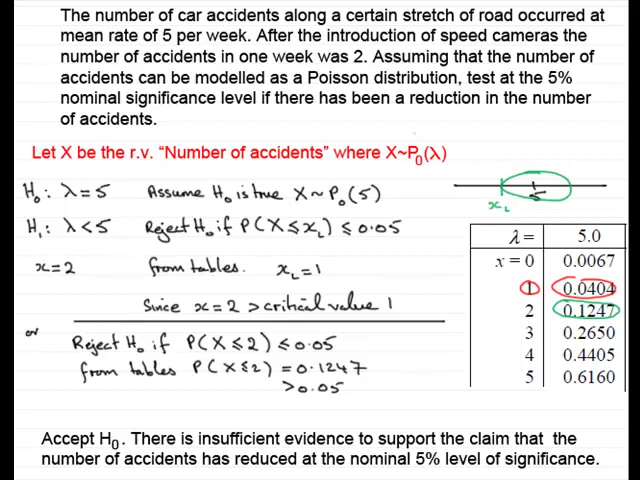 The number of car accidents along a certain stretch of road occurred at
mean rate of 5 per week. After the introduction of speed cameras the
number of accidents in one week was 2. Assuming that the number of
accidents can be modelled as a Poisson distribution, test at the 5%
nominal significance level if there has been a reduction in the number
of accidents.
Let X be the r.v. “Number of accidents” where X~P₀(λ)
H₀: λ = 5 Assume H₀ is true X ~ P₀(5)
H₁: λ < 5 Reject H₀ if P(X ≤ x_L) ≤ 0.05
x = 2 from tables. x_L = 1
Since x = 2 > critical value 1
or Reject H₀ if P(X ≤ 2) ≤ 0.05
from tables P(X ≤ 2) = 0.1247
> 0.05
5
x_L
λ = 5.0
x = 0 0.0067
1 0.0404
2 0.1247
3 0.2650
4 0.4405
5 0.6160
Accept H₀. There is insufficient evidence to support the claim that the
number of accidents has reduced at the nominal 5% level of significance.